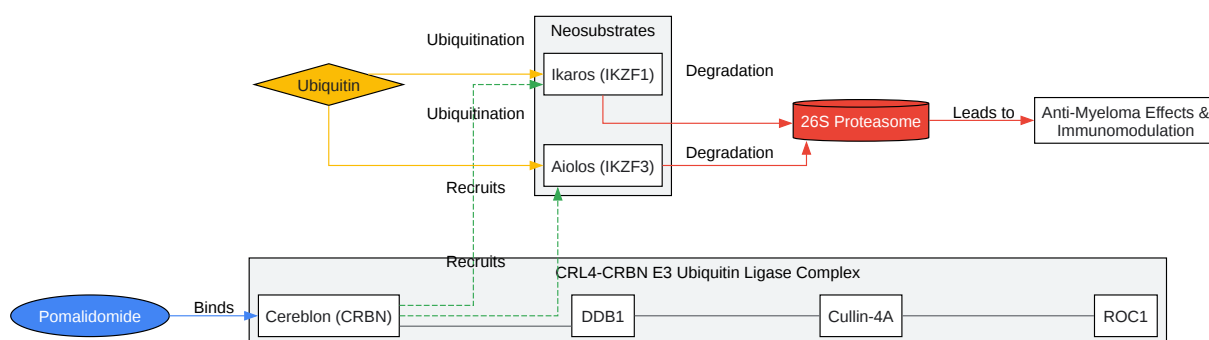 Neosubstrates
Ubiquitination
Ikaros (IKZF1)
Degradation
Ubiquitin
Ubiquitination
26S Proteasome
Leads to
Anti-Myeloma Effects &
Immunomodulation
Aiolos (IKZF3)
Degradation
Recruits
Recruits
CRL4-CRBN E3 Ubiquitin Ligase Complex
Pomalidomide
Binds
Cereblon (CRBN)
DDB1
Cullin-4A
ROC1